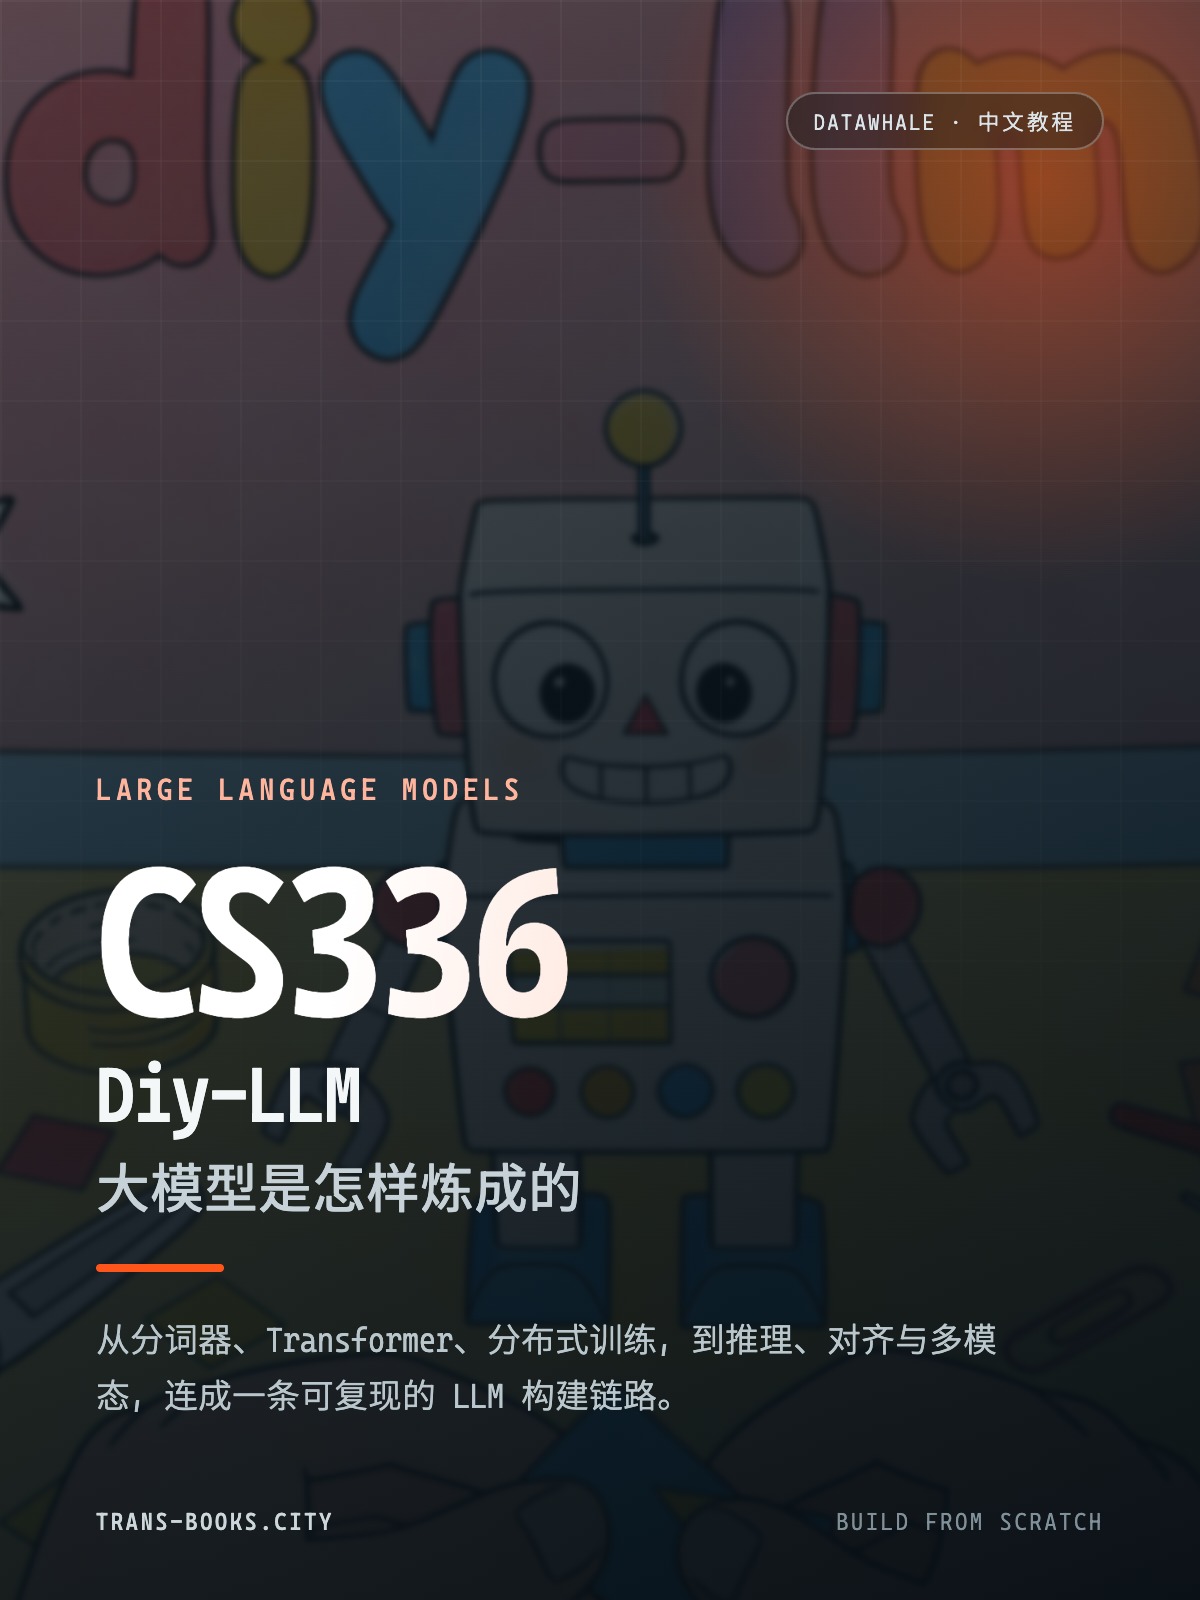 diy-llm
DATAWHALE · 中文教程
LARGE LANGUAGE MODELS
CS336
Diy-LLM
大模型是怎样炼成的
从分词器、Transformer、分布式训练，到推理、对齐与多模
态，连成一条可复现的 LLM 构建链路。
TRANS-BOOKS.CITY
BUILD FROM SCRATCH